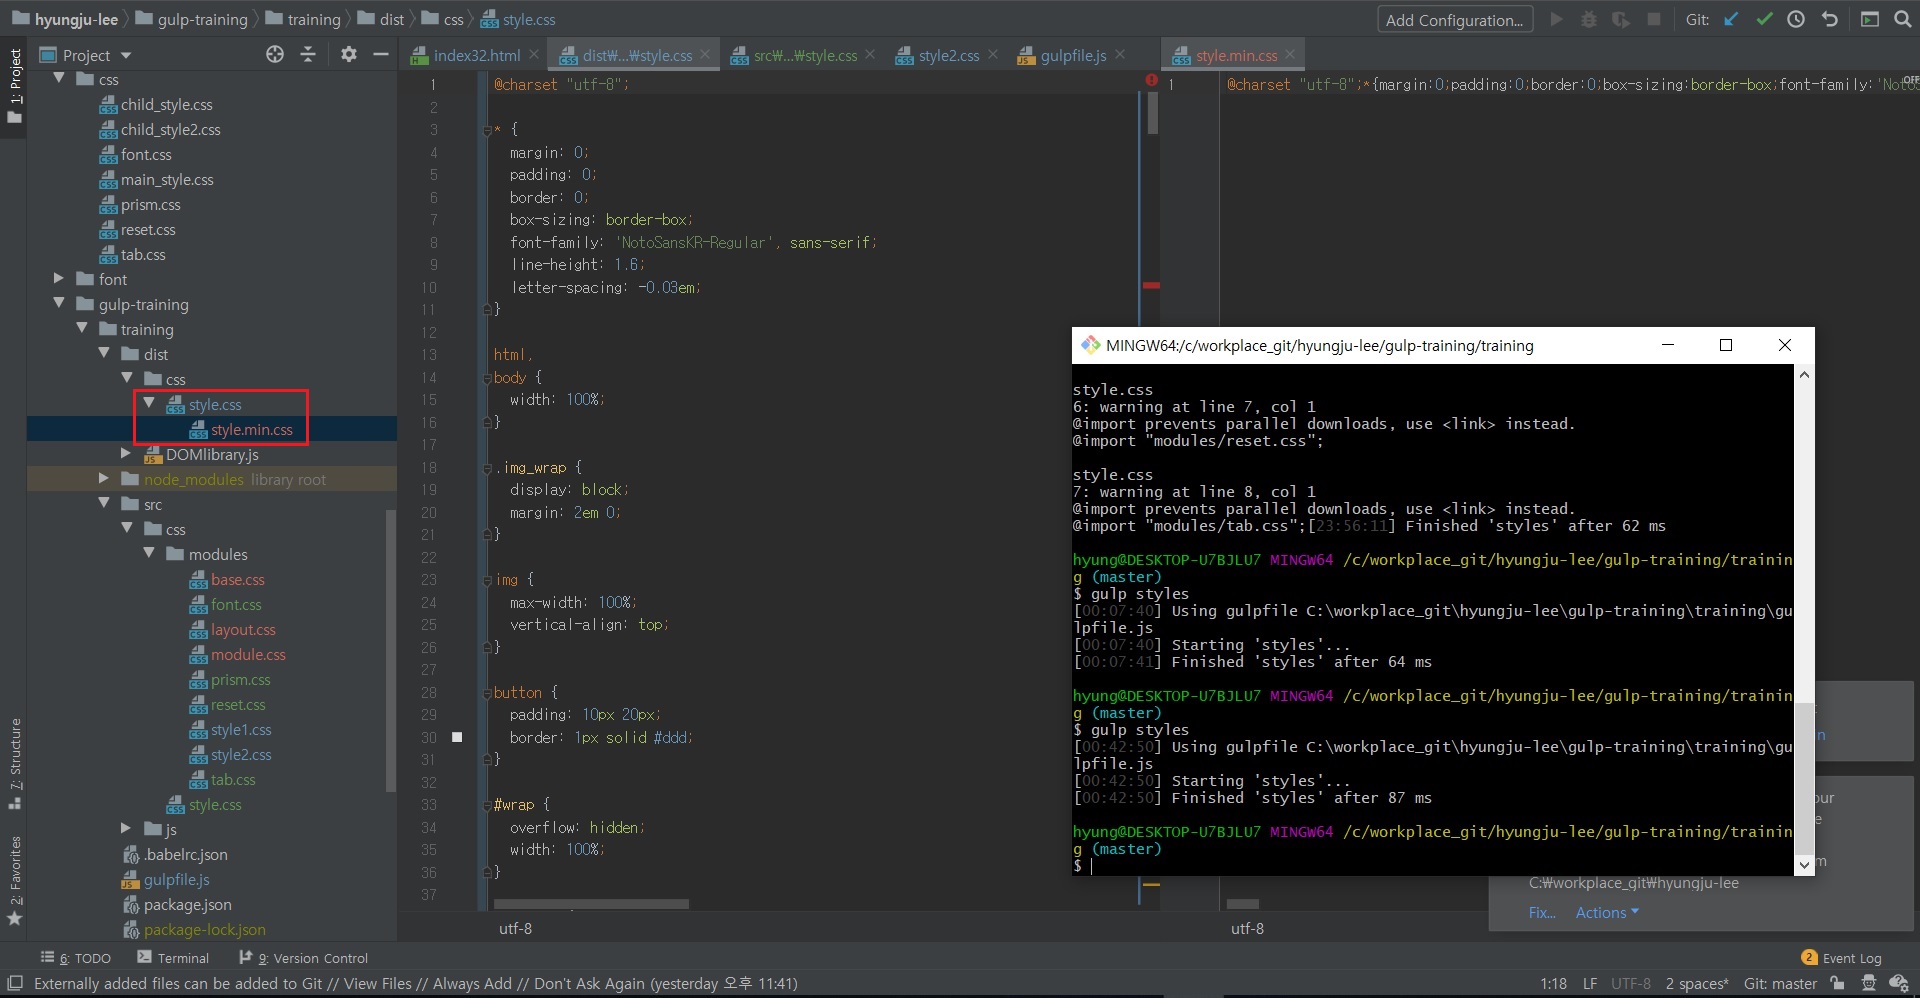 hyungju-lee gulp-training training dist css style.css
Add Configuration... Git:
Project
index32.html dist₩...₩style.css src₩...₩style.css style2.css gulpfile.js style.min.css
1: Project
7: Structure
2: Favorites
css
child_style.css
child_style2.css
font.css
main_style.css
prism.css
reset.css
tab.css
font
gulp-training
training
dist
css
style.css
style.min.css
DOMlibrary.js
node_modules library root
src
css
modules
base.css
font.css
layout.css
module.css
prism.css
reset.css
style1.css
style2.css
tab.css
style.css
js
.babelrc.json
gulpfile.js
package.json
package-lock.json
1 @charset "utf-8";
2
3 * {
4 margin: 0;
5 padding: 0;
6 border: 0;
7 box-sizing: border-box;
8 font-family: 'NotoSansKR-Regular', sans-serif;
9 line-height: 1.6;
10 letter-spacing: -0.03em;
11 }
12
13 html,
14 body {
15 width: 100%;
16 }
17
18 .img_wrap {
19 display: block;
20 margin: 2em 0;
21 }
22
23 img {
24 max-width: 100%;
25 vertical-align: top;
26 }
27
28 button {
29 padding: 10px 20px;
30 border: 1px solid #ddd;
31 }
32
33 #wrap {
34 overflow: hidden;
35 width: 100%;
36 }
37
utf-8
1 @charset "utf-8";*{margin:0;padding:0;border:0;box-sizing:border-box;font-family:'NotoS
OFF
MINGW64:/c/workplace_git/hyungju-lee/gulp-training/training
style.css
6: warning at line 7, col 1
@import prevents parallel downloads, use <link> instead.
@import "modules/reset.css";
style.css
7: warning at line 8, col 1
@import prevents parallel downloads, use <link> instead.
@import "modules/tab.css";[23:56:11] Finished 'styles' after 62 ms
hyung@DESKTOP-U7BJLU7 MINGW64 /c/workplace_git/hyungju-lee/gulp-training/trainin
g (master)
$ gulp styles
[00:07:40] Using gulpfile C:\workplace_git\hyungju-lee\gulp-training\training\gu
lpfile.js
[00:07:40] Starting 'styles'...
[00:07:41] Finished 'styles' after 64 ms
hyung@DESKTOP-U7BJLU7 MINGW64 /c/workplace_git/hyungju-lee/gulp-training/trainin
g (master)
$ gulp styles
[00:42:50] Using gulpfile C:\workplace_git\hyungju-lee\gulp-training\training\gu
lpfile.js
[00:42:50] Starting 'styles'...
[00:42:50] Finished 'styles' after 87 ms
hyung@DESKTOP-U7BJLU7 MINGW64 /c/workplace_git/hyungju-lee/gulp-training/trainin
g (master)
$
C:₩workplace_git₩hyungju-lee
Fix... Actions
utf-8
6: TODO Terminal 9: Version Control 2 Event Log
Externally added files can be added to Git // View Files // Always Add // Don't Ask Again (yesterday 오후 11:41) 1:18 LF UTF-8 2 spaces* Git: master